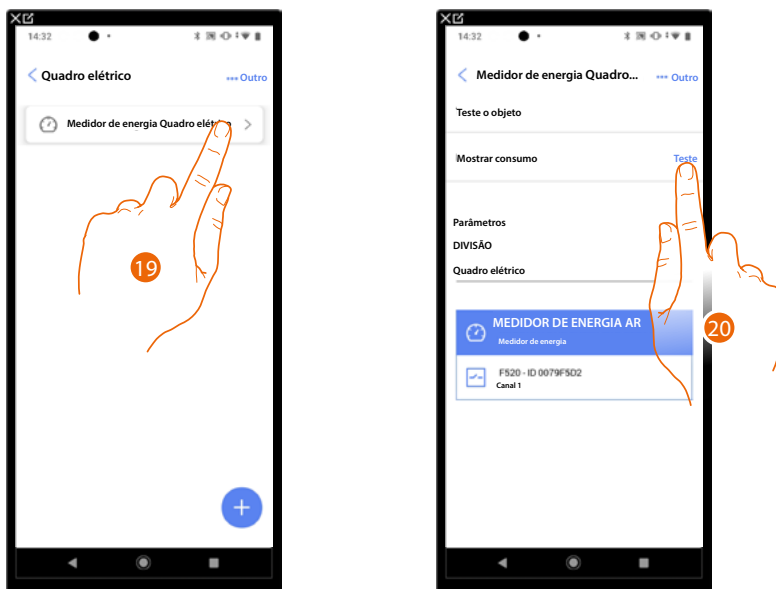 14:32
Quadro elétrico
Outro
Medidor de energia Quadro elétrico
19
14:32
Medidor de energia Quadro...
Outro
Teste o objeto
Mostrar consumo
Teste
Parâmetros
DIVISÃO
Quadro elétrico
20
MEDIDOR DE ENERGIA AR
Medidor de energia
F520 - ID 0079F5D2
Canal 1